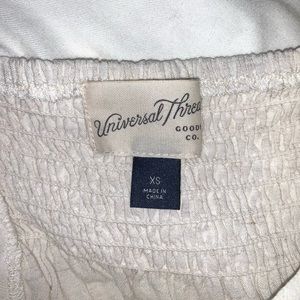 Universal Thread
GOODS
CO.
XS
MADE IN
CHINA